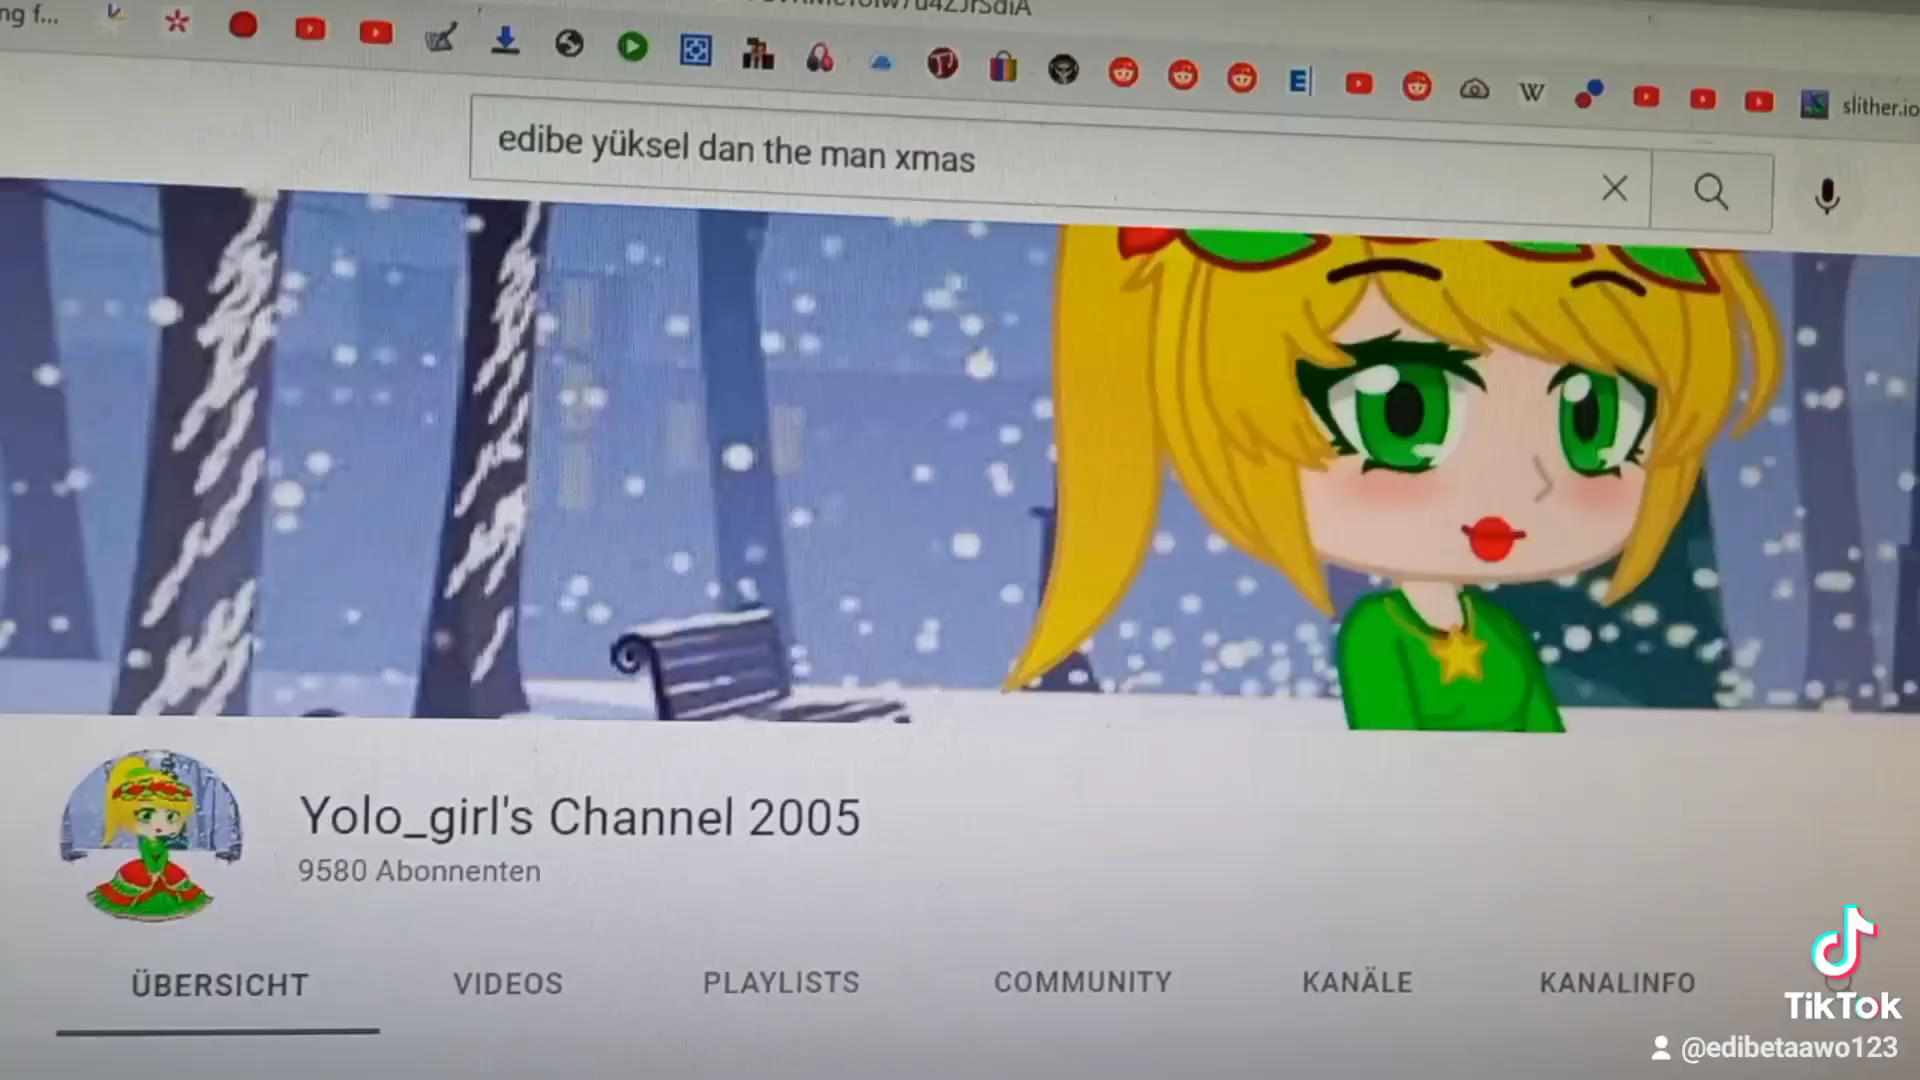 ng f...
slither.io
edibe yüksel dan the man xmas
Yolo_girl's Channel 2005
9580 Abonnenten
ÜBERSICHT VIDEOS PLAYLISTS COMMUNITY KANÄLE KANALINFO
TikTok
@edibetaawo123